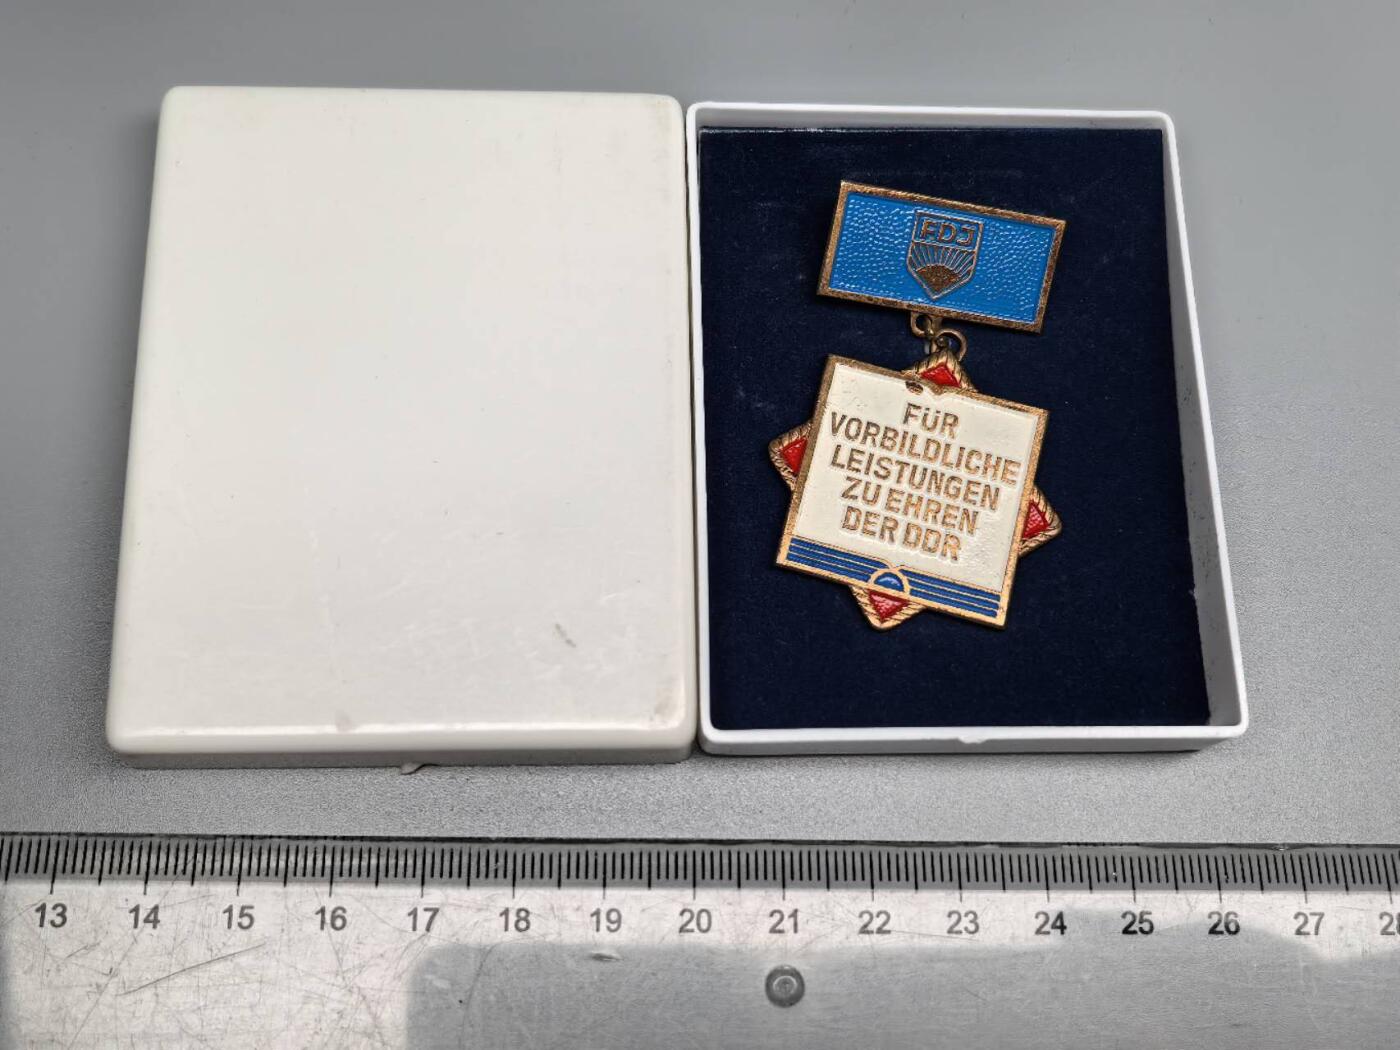 FDJ
FÜR
VORBILDLICHE
LEISTUNGEN
ZU EHREN
DER DDR
13 14 15 16 17 18 19 20 21 22 23 24 25 26 27 28